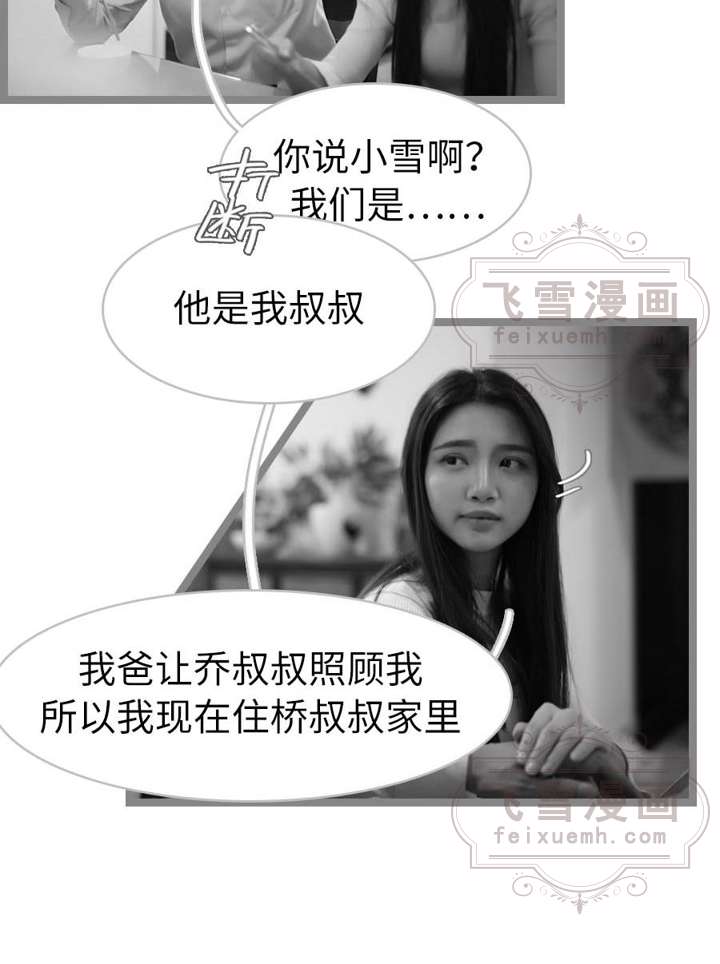 你说小雪啊?
我们是……
打断
他是我叔叔
飞雪漫画
feixuemh.com
我爸让乔叔叔照顾我
所以我现在住桥叔叔家里
飞雪漫画
feixuemh.com